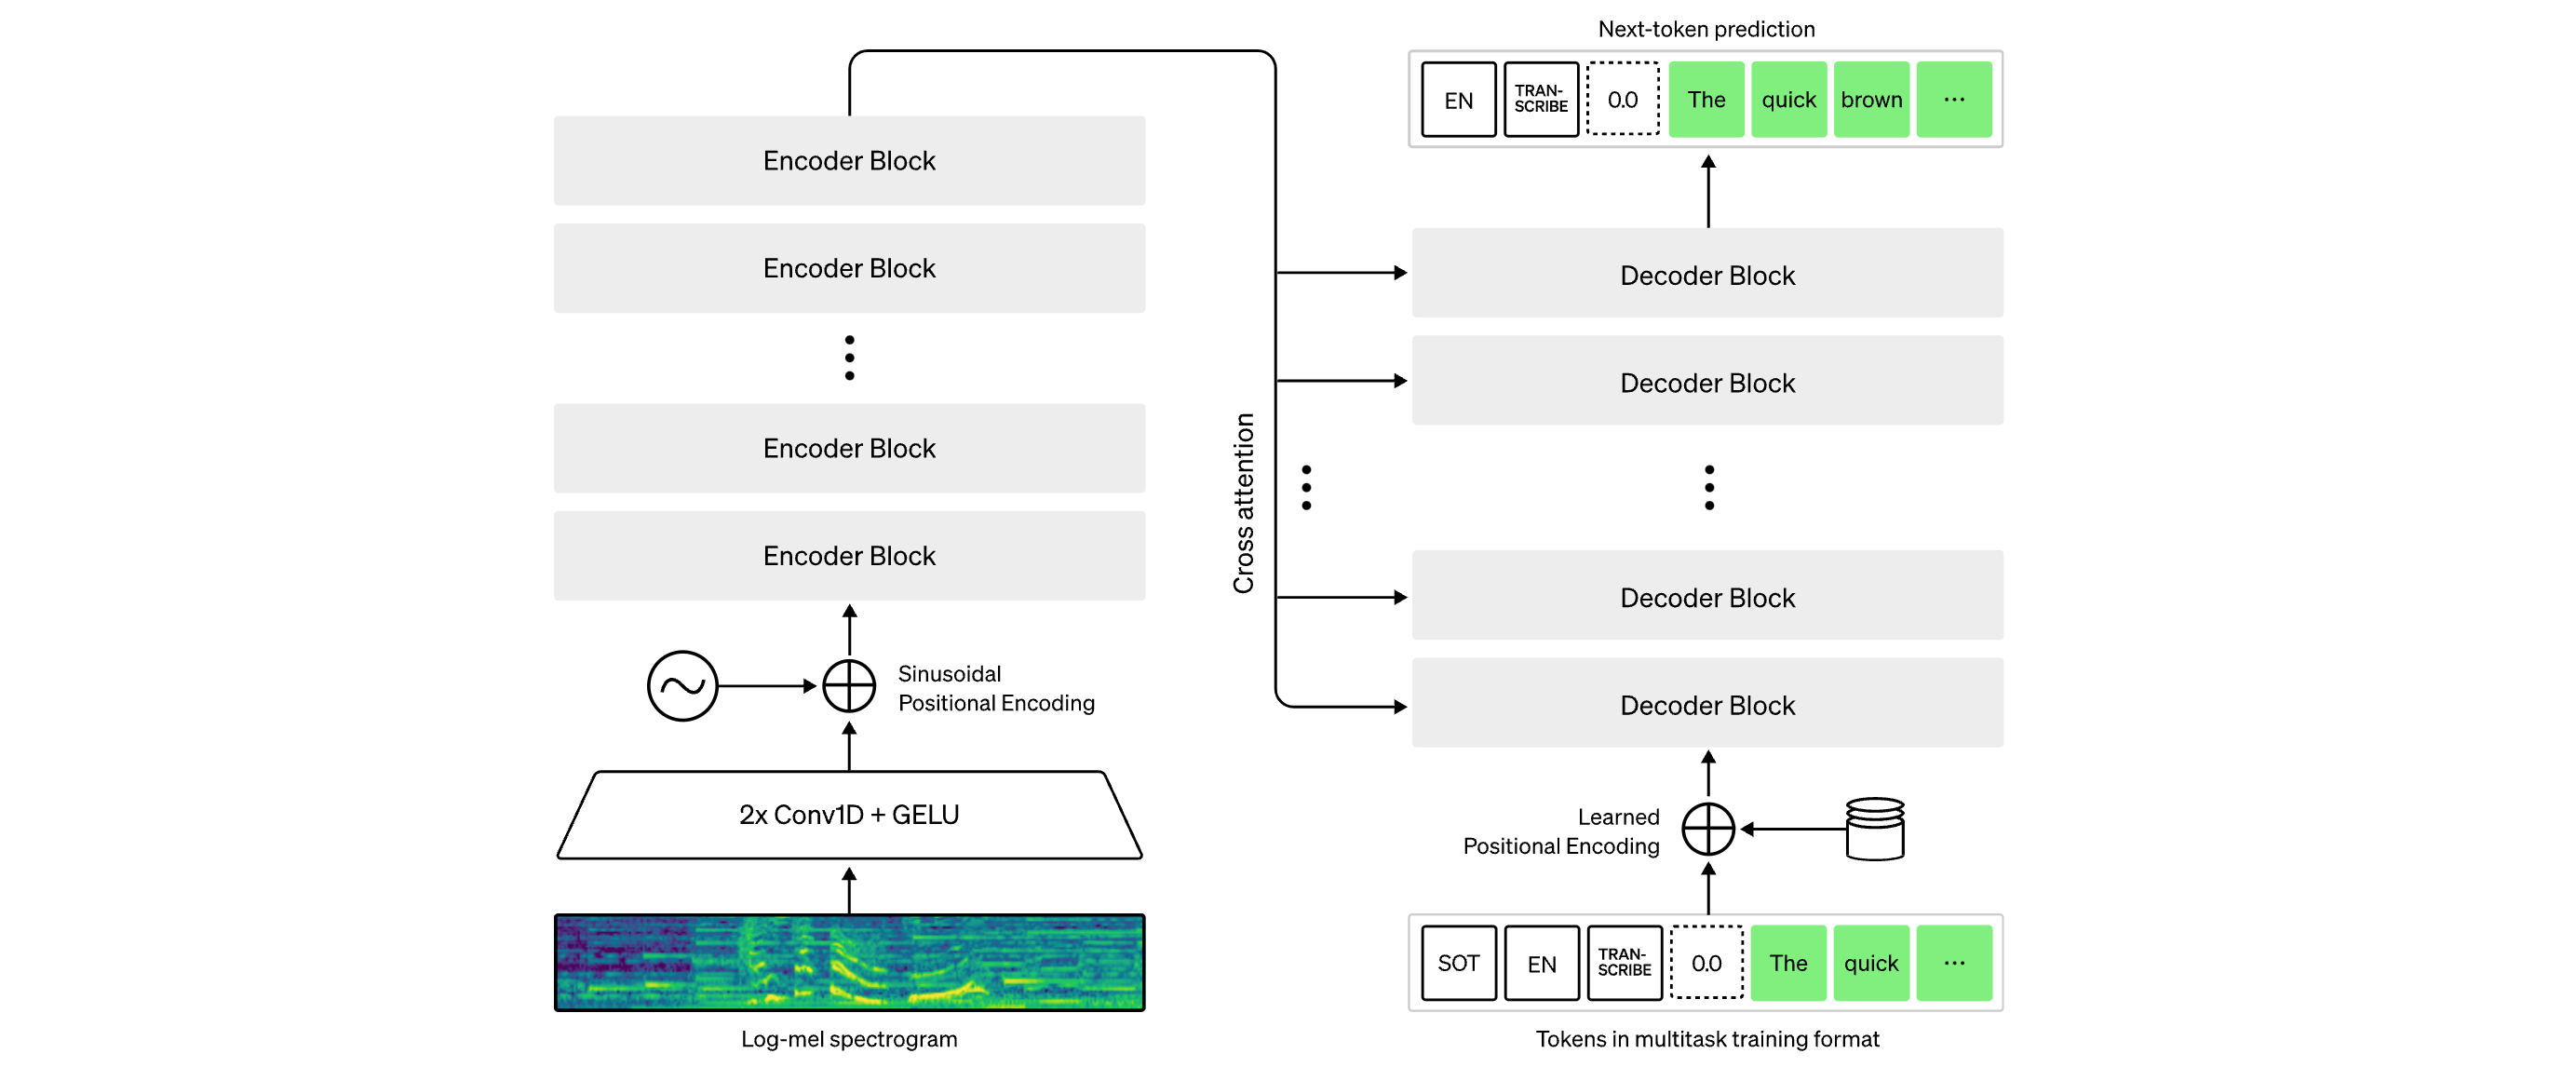 Next-token prediction
EN
TRAN-
SCRIBE
0.0
The
quick
brown
...
Encoder Block
Encoder Block
Encoder Block
Encoder Block
Sinusoidal
Positional Encoding
2x Conv1D + GELU
Log-mel spectrogram
Cross attention
Decoder Block
Decoder Block
Decoder Block
Decoder Block
Learned
Positional Encoding
SOT
EN
TRAN-
SCRIBE
0.0
The
quick
...
Tokens in multitask training format